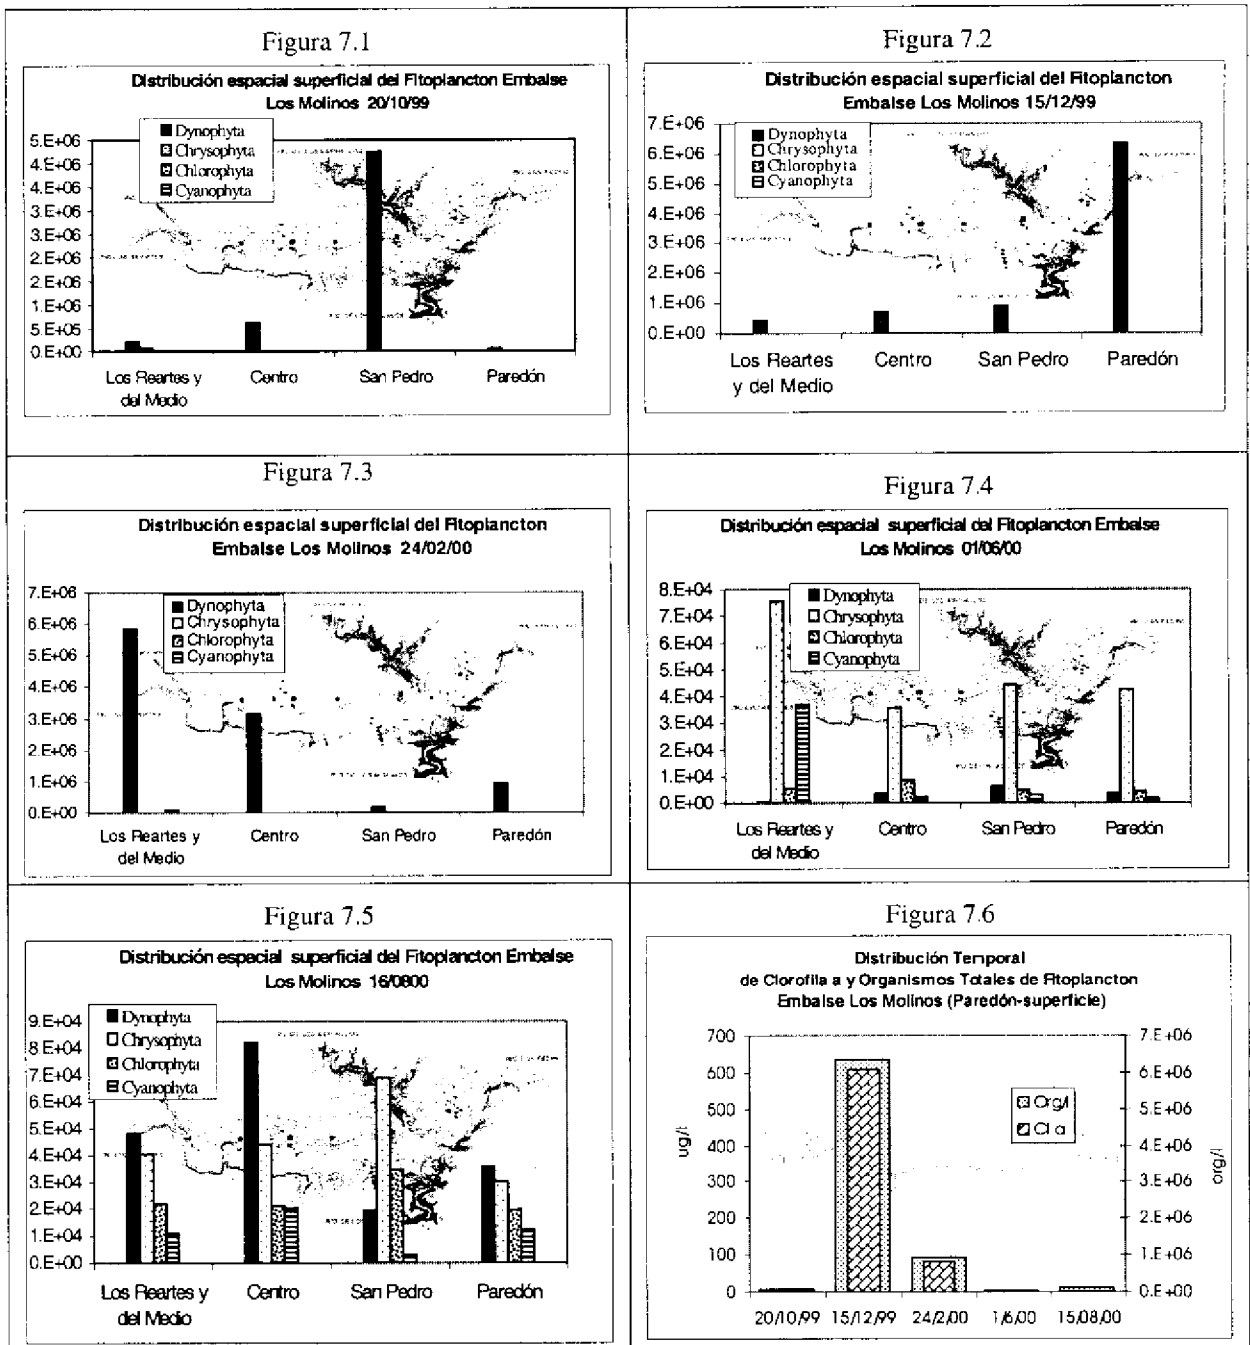 Figura 7.1
Distribución espacial superficial del Fitoplancton Embalse
Los Molinos 20/10/99
Dynophyta
Chrysophyta
Chlorophyta
Cyanophyta
5.E+06
4.E+06
4.E+06
3.E+06
3.E+06
2.E+06
2.E+06
1.E+06
5.E+05
0.E+00
Los Reartes y
del Medio
Centro
San Pedro
Paredón
Figura 7.2
Distribución espacial superficial del Fitoplancton
Embalse Los Molinos 15/12/99
Dynophyta
Chrysophyta
Chlorophyta
Cyanophyta
7.E+06
6.E+06
5.E+06
4.E+06
3.E+06
2.E+06
1.E+06
0.E+00
Los Reartes
y del Medio
Centro
San Pedro
Paredón
Figura 7.3
Distribución espacial superficial del Fitoplancton
Embalse Los Molinos 24/02/00
Dynophyta
Chrysophyta
Chlorophyta
Cyanophyta
7.E+06
6.E+06
5.E+06
4.E+06
3.E+06
2.E+06
1.E+06
0.E+00
Los Reartes y
del Medio
Centro
San Pedro
Paredón
Figura 7.4
Distribución espacial superficial del Fitoplancton Embalse
Los Molinos 01/06/00
Dynophyta
Chrysophyta
Chlorophyta
Cyanophyta
8.E+04
7.E+04
6.E+04
5.E+04
4.E+04
3.E+04
2.E+04
1.E+04
0.E+00
Los Reartes y
del Medio
Centro
San Pedro
Paredón
Figura 7.5
Distribución espacial superficial del Fitoplancton Embalse
Los Molinos 16/0800
Dynophyta
Chrysophyta
Chlorophyta
Cyanophyta
9.E+04
8.E+04
7.E+04
6.E+04
5.E+04
4.E+04
3.E+04
2.E+04
1.E+04
0.E+00
Los Reartes y
del Medio
Centro
San Pedro
Paredón
Figura 7.6
Distribución Temporal
de Clorofila a y Organismos Totales de Fitoplancton
Embalse Los Molinos (Paredón-superficie)
700
600
500
400
300
200
100
0
ug/l
Org/l
Cl a
7.E+06
6.E+06
5.E+06
4.E+06
3.E+06
2.E+06
1.E+06
0.E+00
org/l
20/10/99
15/12/99
24/2/00
1/6/00
15/08/00